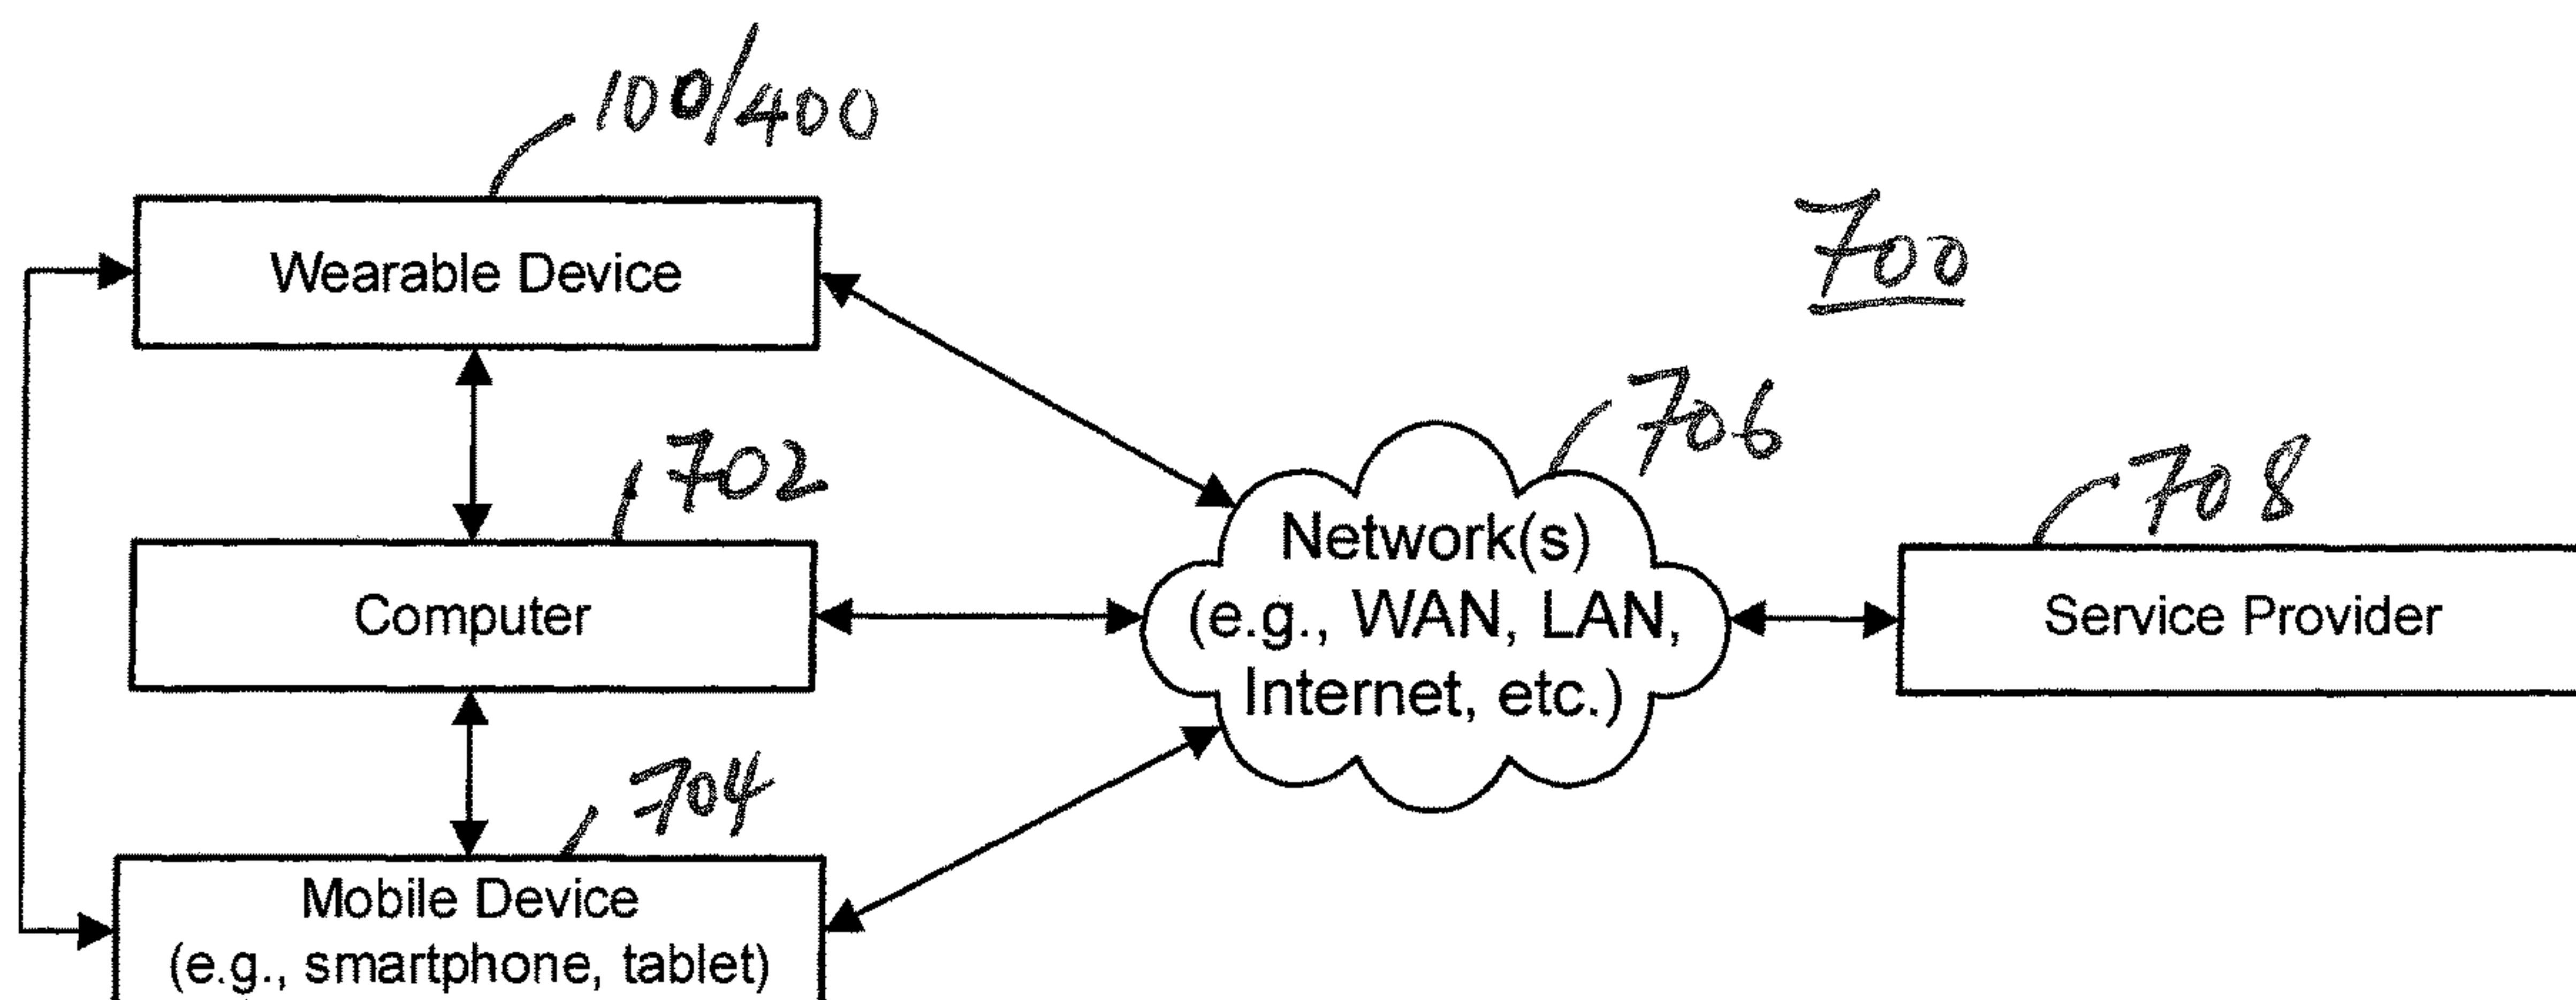 100/400
Wearable Device
700
706
702
708
Network(s)
(e.g., WAN, LAN,
Internet, etc.)
Computer
Service Provider
704
Mobile Device
(e.g., smartphone, tablet)